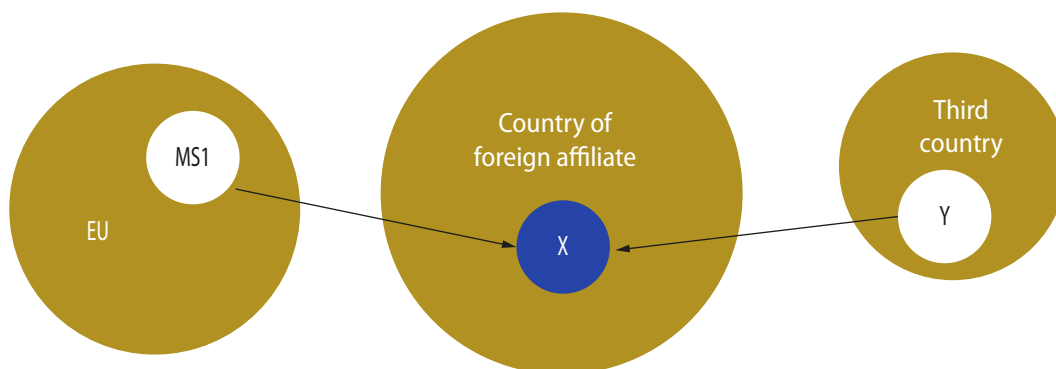 MS1
EU
Country of
foreign affiliate
X
Third
country
Y